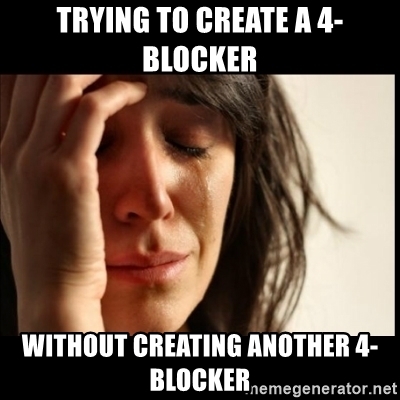 TRYING TO CREATE A 4-
BLOCKER
WITHOUT CREATING ANOTHER 4-
BLOCKER
memegenerator.net